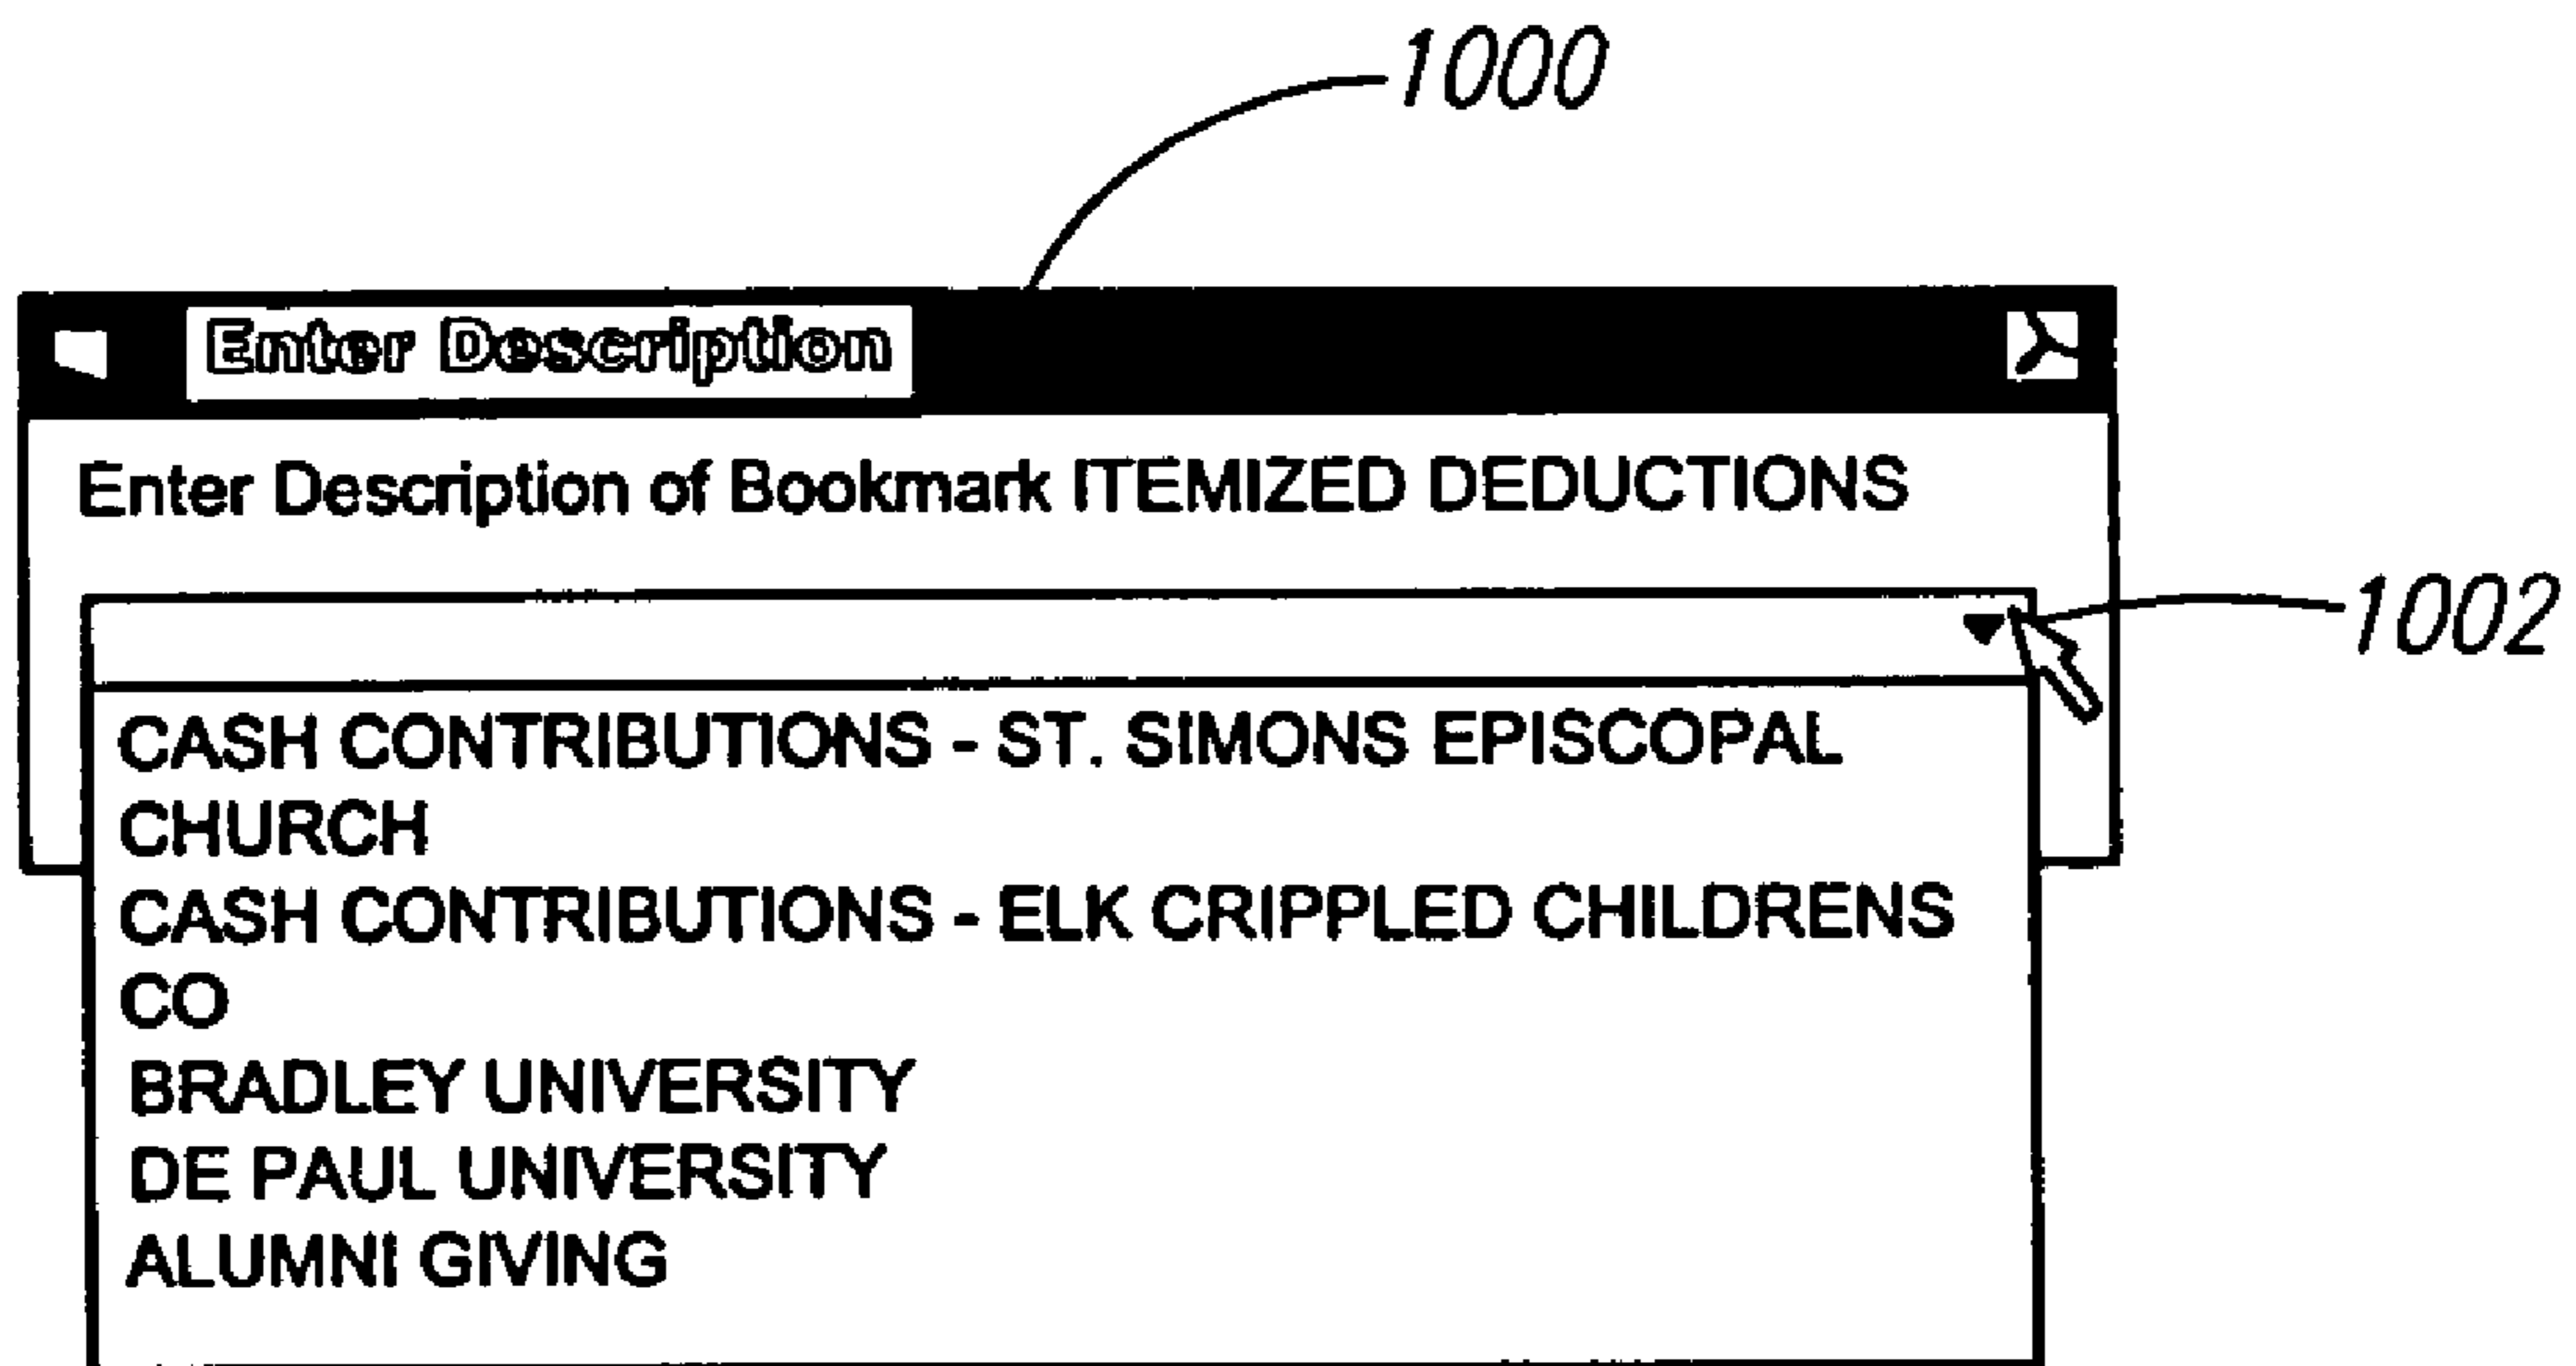 1000
Enter Description
Enter Description of Bookmark ITEMIZED DEDUCTIONS
1002
CASH CONTRIBUTIONS - ST. SIMONS EPISCOPAL
CHURCH
CASH CONTRIBUTIONS - ELK CRIPPLED CHILDRENS
CO
BRADLEY UNIVERSITY
DE PAUL UNIVERSITY
ALUMNI GIVING